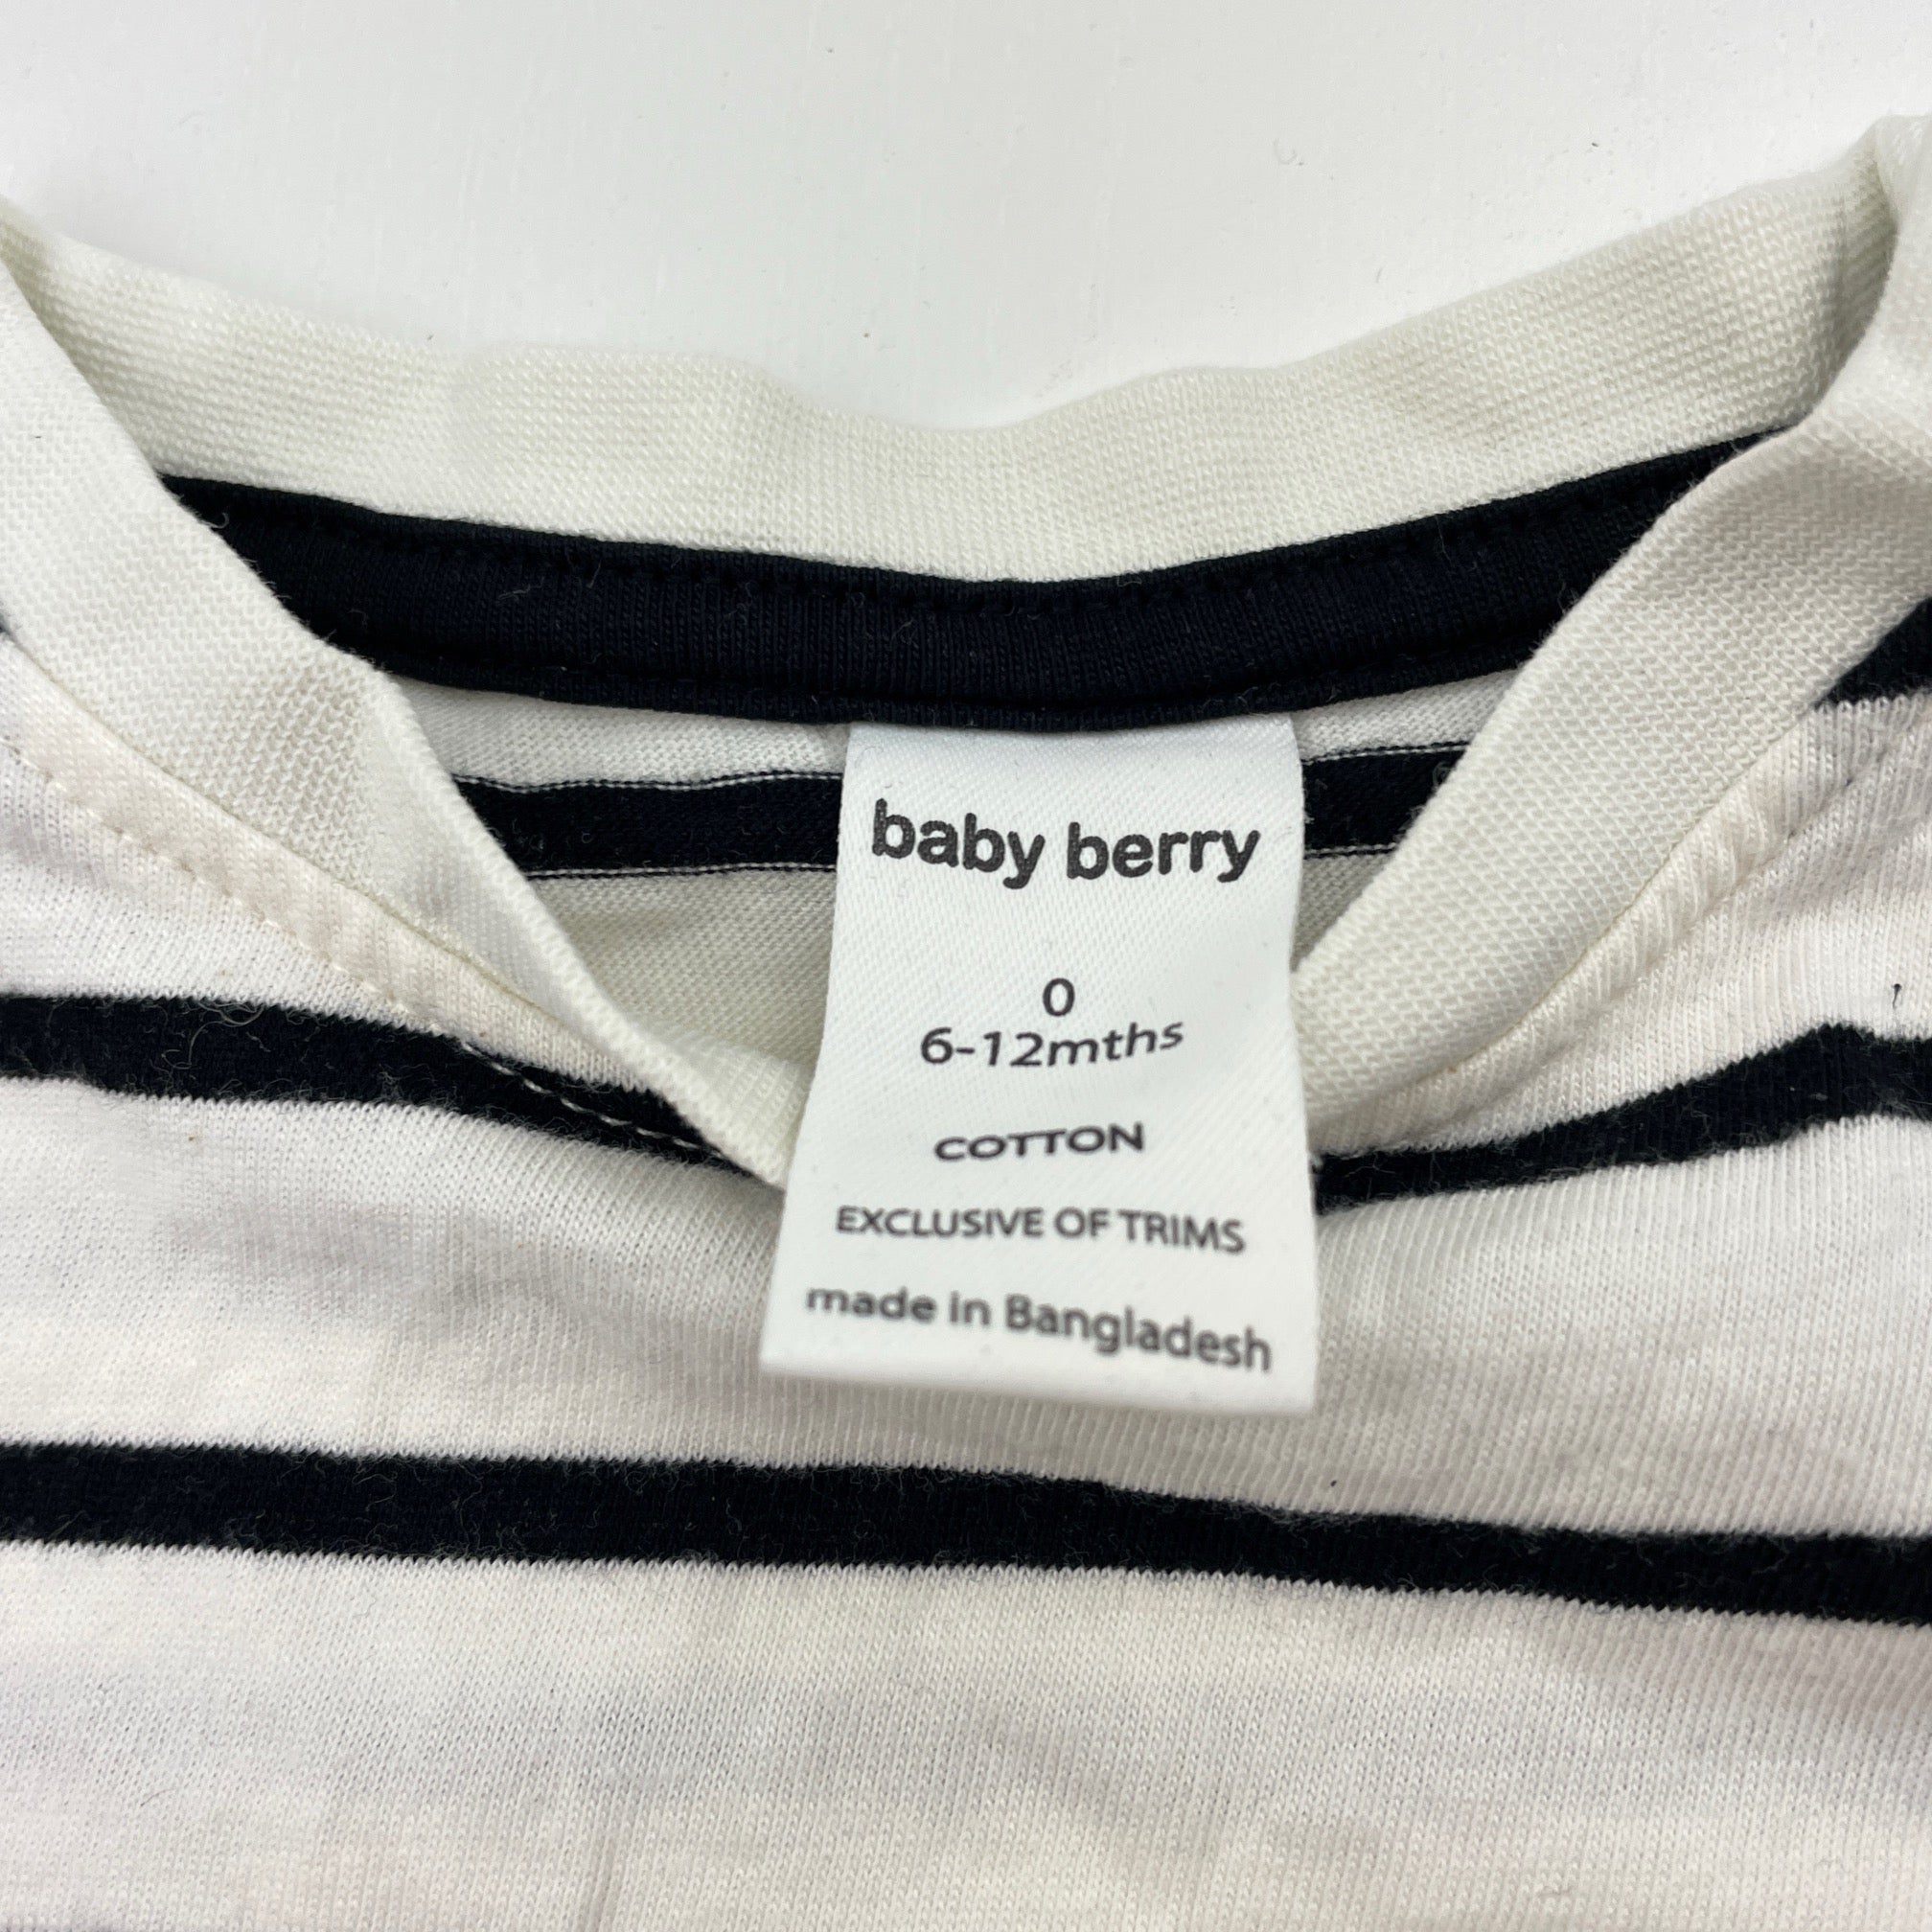 baby berry
0
6-12mths
COTTON
EXCLUSIVE OF TRIMS
made in Bangladesh